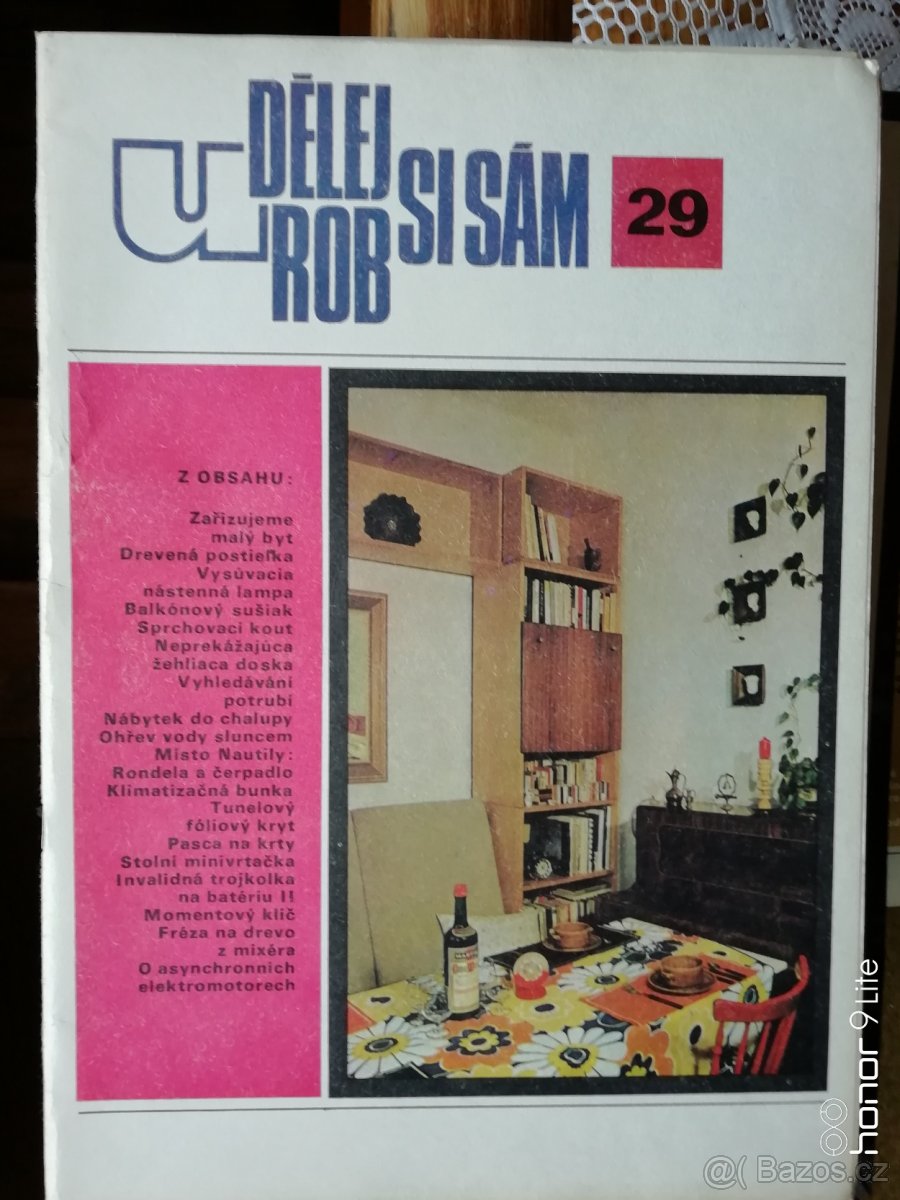 U
DĚLEJ
ROB
SI SÁM
29
Z OBSAHU:
Zařizujeme
malý byt
Drevená postieľka
Vysúvacia
nástenná lampa
Balkónový sušiak
Sprchovací kout
Neprekážajúca
žehliaca doska
Vyhledávání
potrubí
Nábytek do chalupy
Ohřev vody sluncem
Místo Nautily:
Rondela a čerpadlo
Klimatizačná bunka
Tunelový
fóliový kryt
Pasca na krty
Stolní minivrtačka
Invalidná trojkolka
na batériu II
Momentový klíč
Fréza na drevo
z mixéra
O asynchronních
elektromotorech
honor 9 Lite
@( Bazos.cz